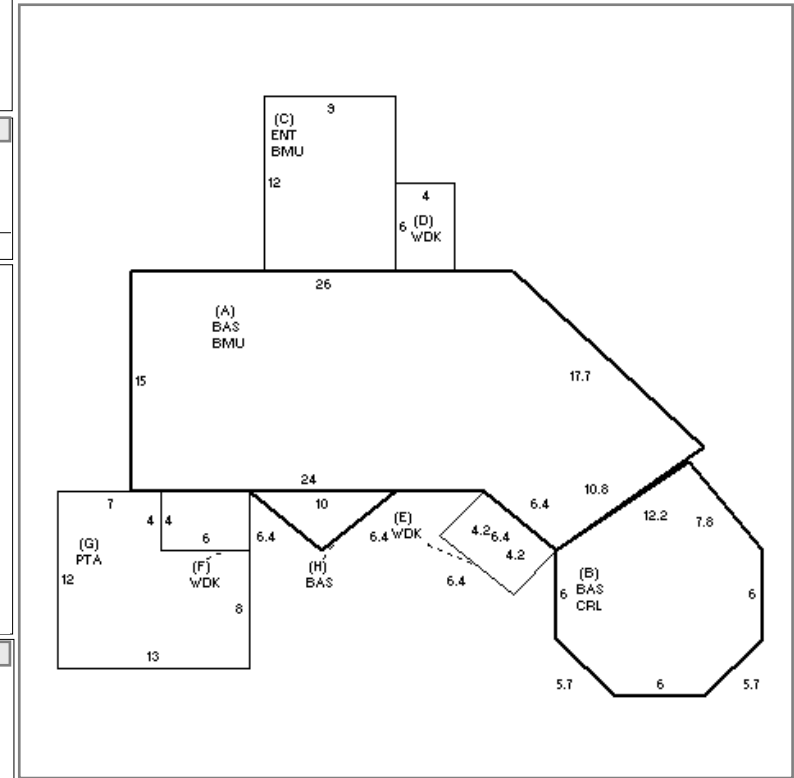 9
(C)
ENT
BMU
12
4
6 (D)
WDK
26
(A)
BAS
BMU
15
17.7
24
7
4 4
6
10
6.4
6.4
(E)
WDK
4.2 6.4
4.2
6.4
6.4
10.8
12.2
7.8
(G)
PTA
12
(F)
WDK
8
(H)
BAS
13
(B)
6 BAS
CRL
6
5.7
6
5.7